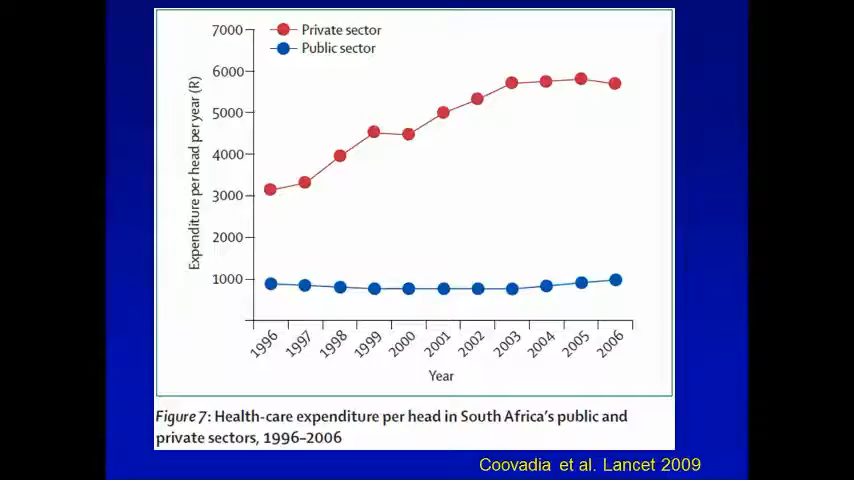 Private sector
Public sector
7000
6000
5000
4000
3000
2000
1000
Expenditure per head per year (R)
1996 1997 1998 1999 2000 2001 2002 2003 2004 2005 2006
Year
Figure 7: Health-care expenditure per head in South Africa's public and
private sectors, 1996–2006
Coovadia et al. Lancet 2009